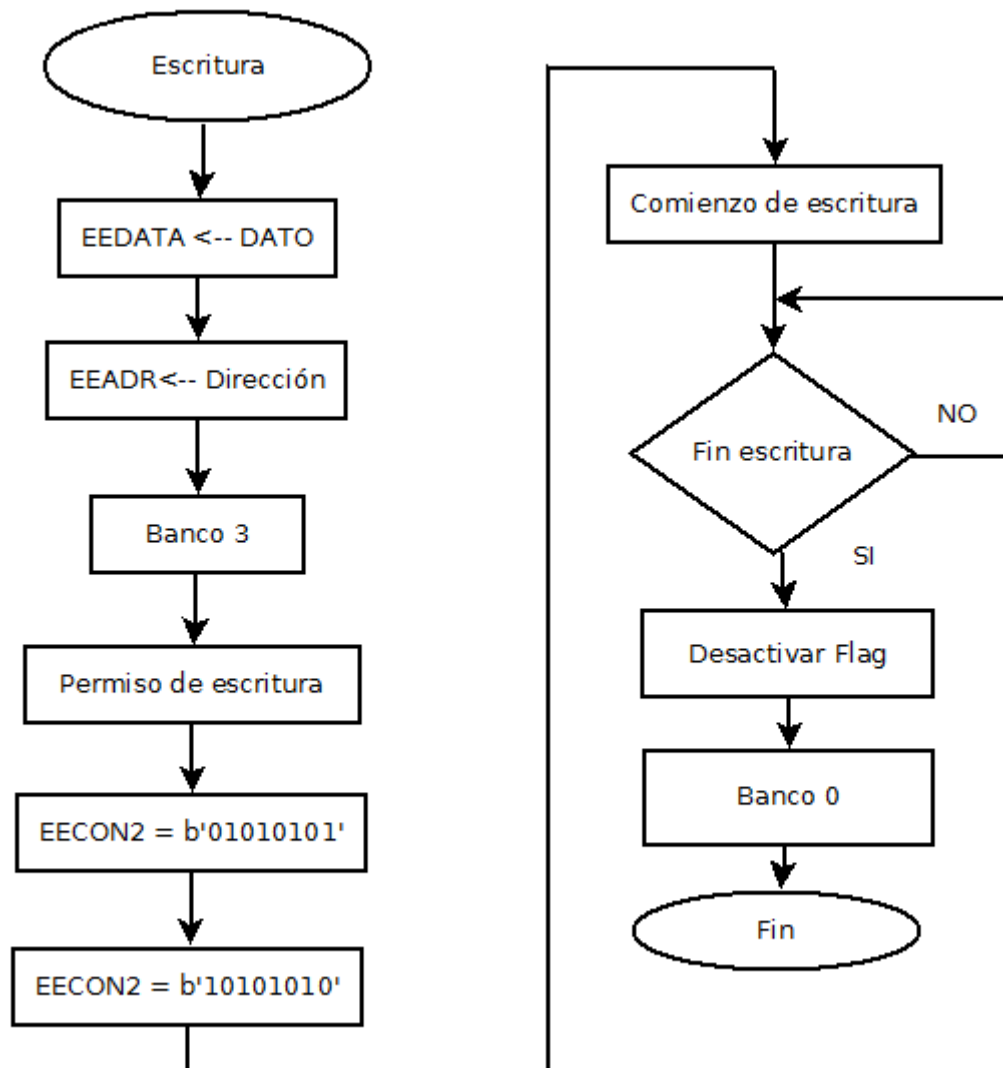 Escritura
EEDATA <-- DATO
EEADR<-- Dirección
Banco 3
Permiso de escritura
EECON2 = b'01010101'
EECON2 = b'10101010'
Comienzo de escritura
Fin escritura
NO
SI
Desactivar Flag
Banco 0
Fin